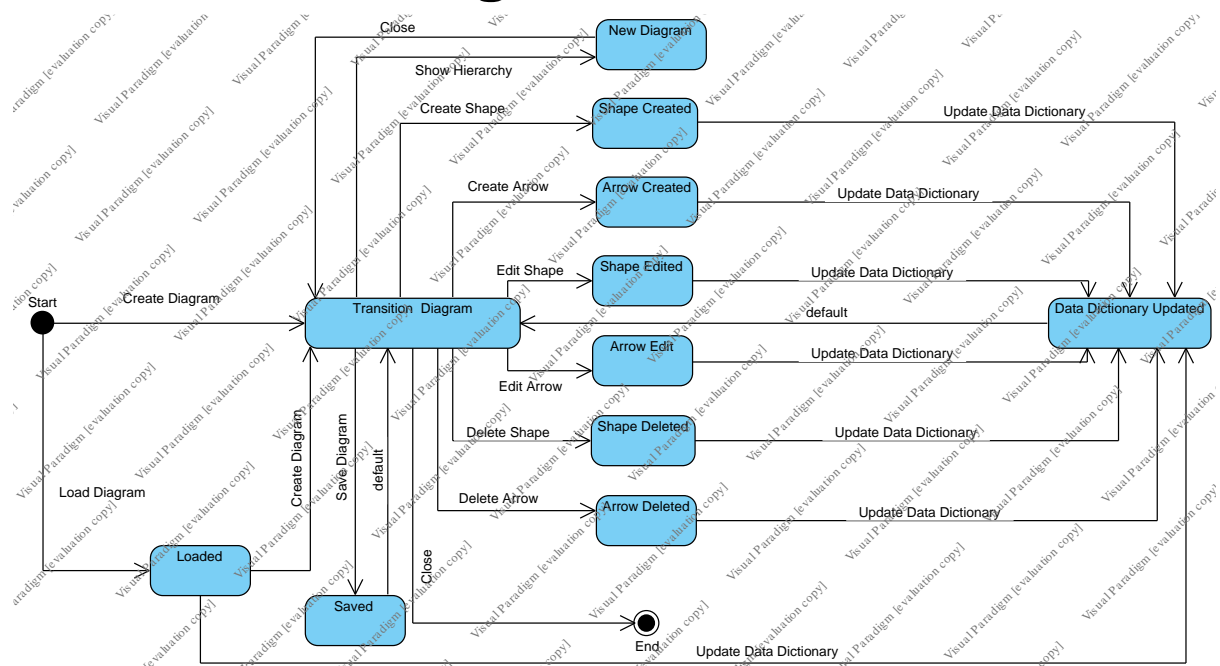 Close
New Diagram
Show Hierarchy
Create Shape
Shape Created
Update Data Dictionary
Create Arrow
Arrow Created
Update Data Dictionary
Edit Shape
Shape Edited
Update Data Dictionary
Start
Create Diagram
Transition Diagram
default
Data Dictionary Updated
Arrow Edit
Update Data Dictionary
Edit Arrow
Delete Shape
Shape Deleted
Update Data Dictionary
Create Diagram
Save Diagram
default
Load Diagram
Delete Arrow
Arrow Deleted
Update Data Dictionary
Loaded
Close
Saved
End
Update Data Dictionary
Visual Paradigm [evaluation copy]